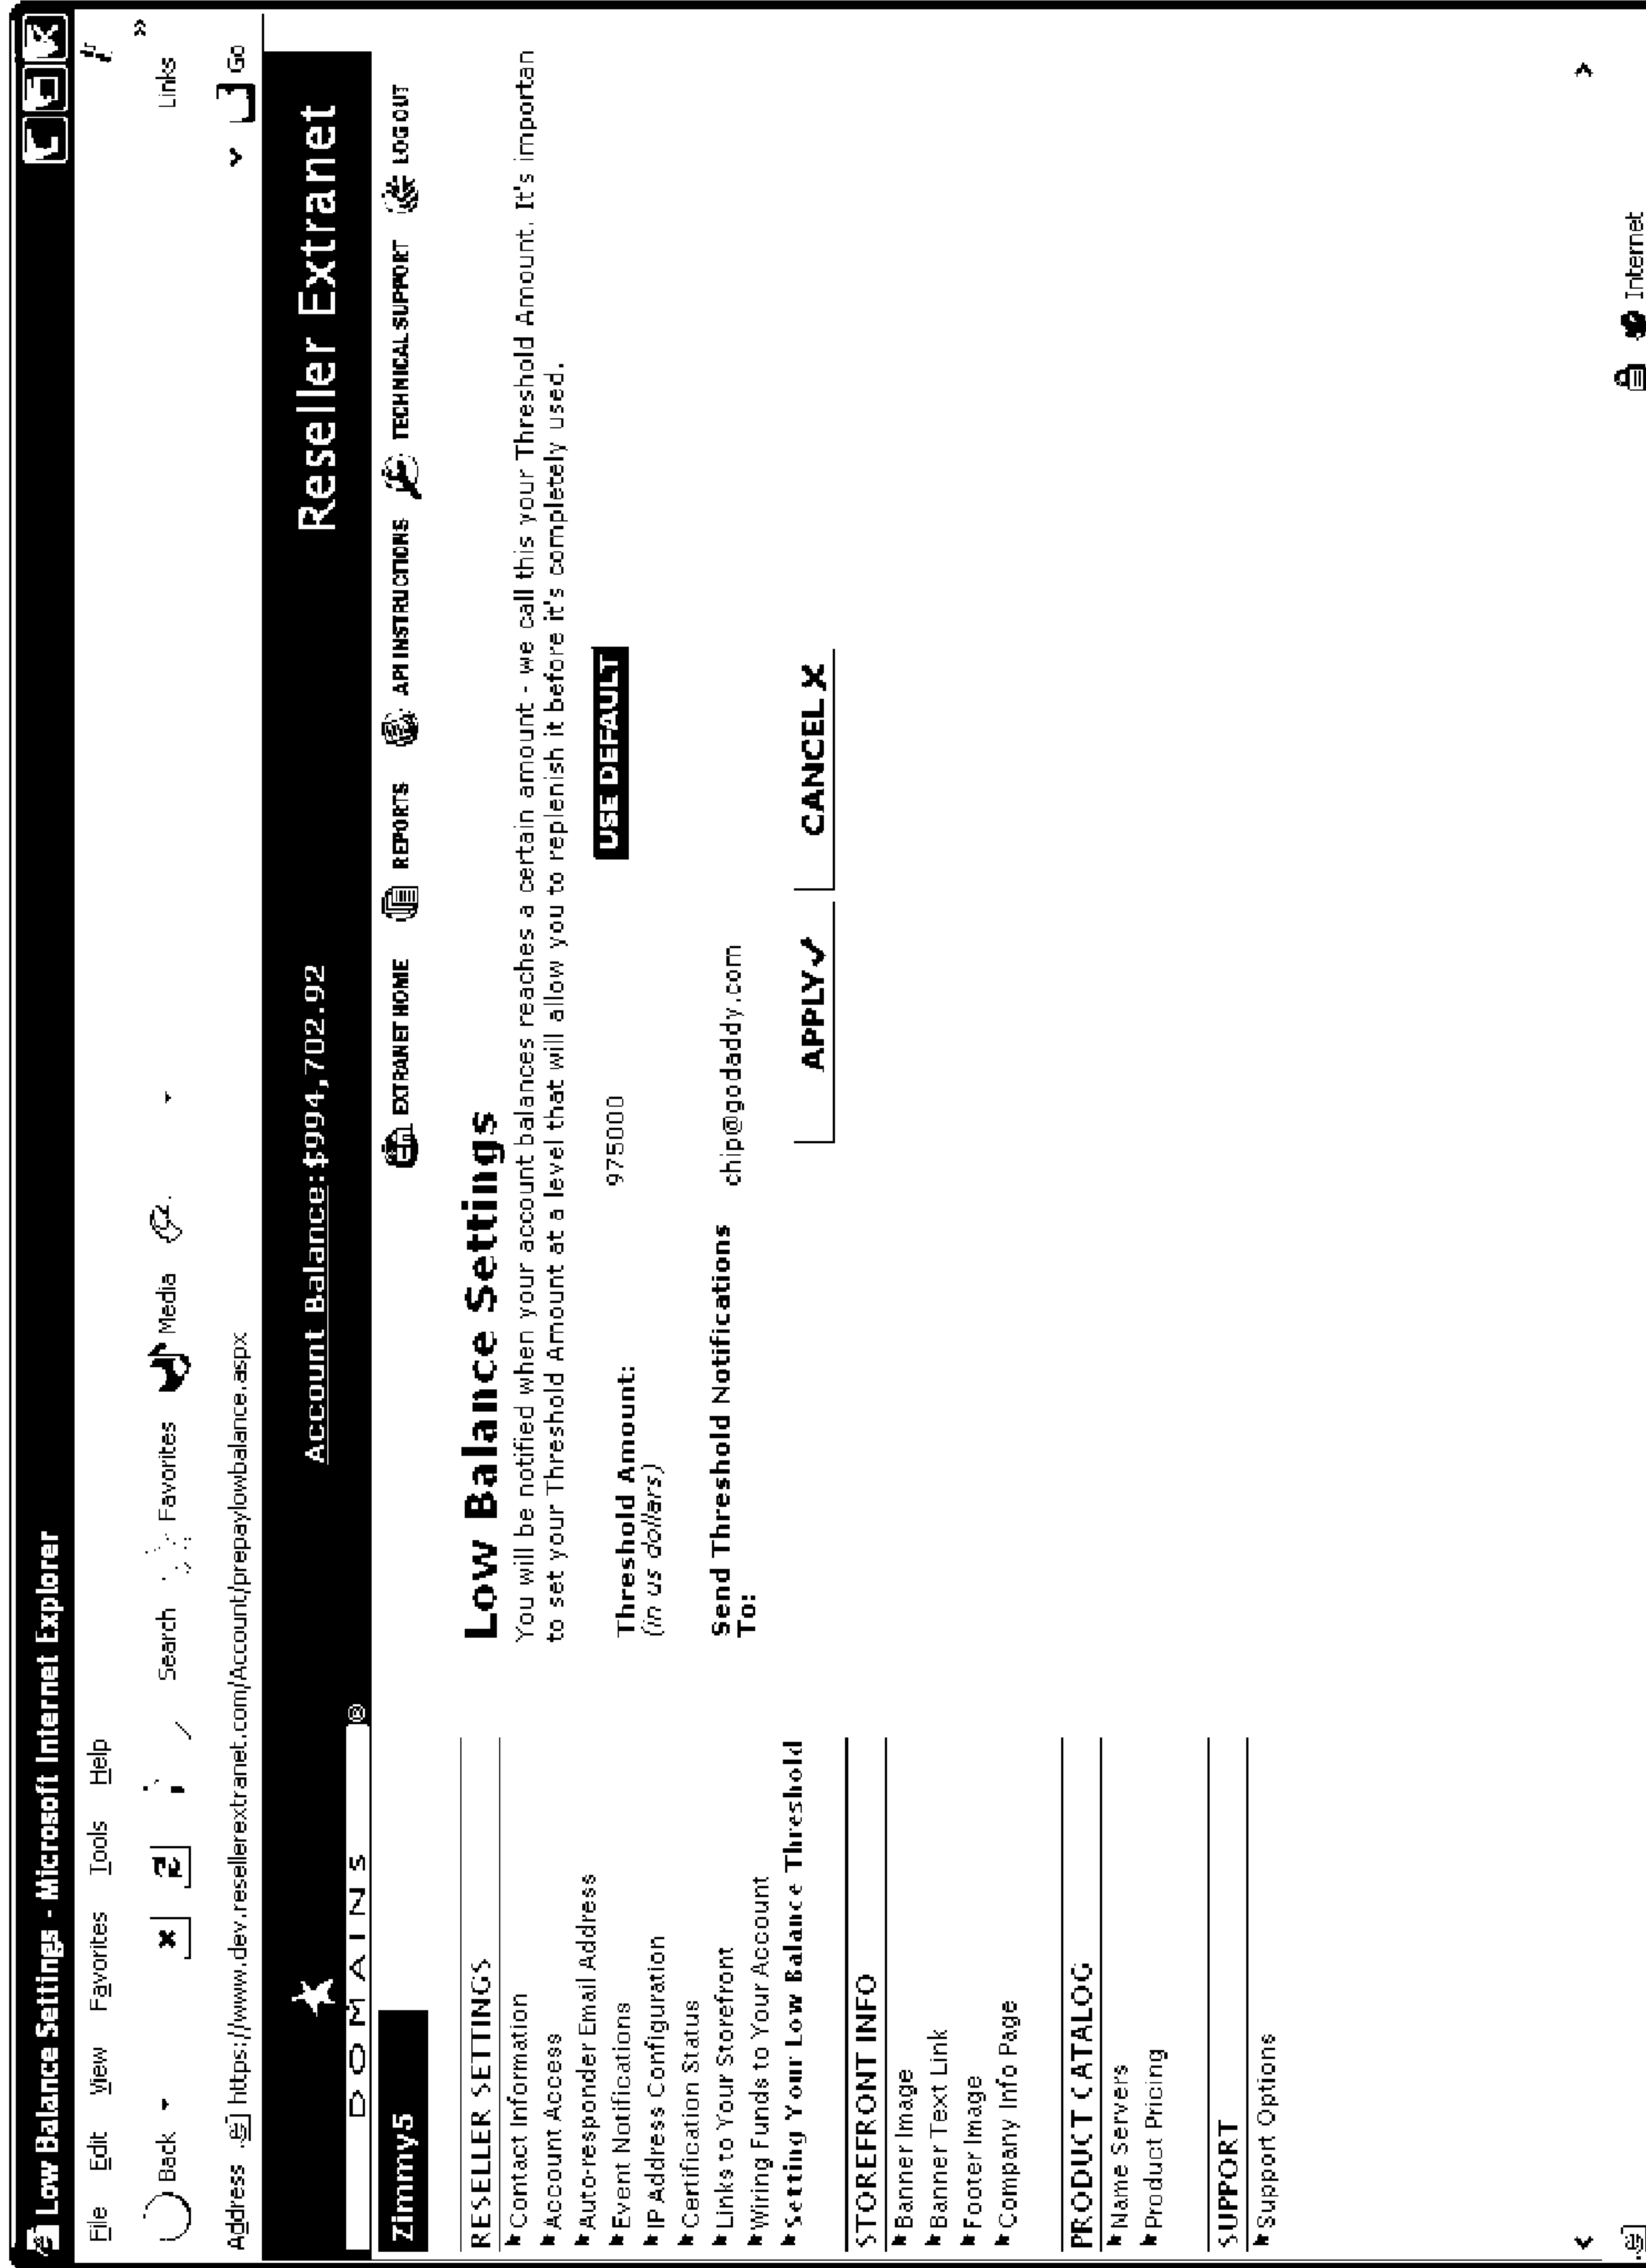 Low Balance Settings - Microsoft Internet Explorer
File Edit View Favorites Tools Help
Back Search Favorites Media Links »
Address https://www.dev.resellerextranet.com/Account/prepaylowbalance.aspx Go
DOMAINS® Account Balance:$994,702.92 Reseller Extranet
Zimmy5
EXTRANET HOME REPORTS API INSTRUCTIONS TECHNICAL SUPPORT LOG OUT
RESELLER SETTINGS
Contact Information
Account Access
Auto-responder Email Address
Event Notifications
IP Address Configuration
Certification Status
Links to Your Storefront
Wiring Funds to Your Account
Setting Your Low Balance Threshold
STOREFRONT INFO
Banner Image
Banner Text Link
Footer Image
Company Info Page
PRODUCT CATALOG
Name Servers
Product Pricing
SUPPORT
Support Options
Low Balance Settings
You will be notified when your account balances reaches a certain amount - we call this your Threshold Amount. It's importan
to set your Threshold Amount at a level that will allow you to replenish it before it's completely used.
Threshold Amount: 975000 USE DEFAULT
(in us dollars)
Send Threshold Notifications chip@godaddy.com
To:
APPLY CANCEL X
Internet